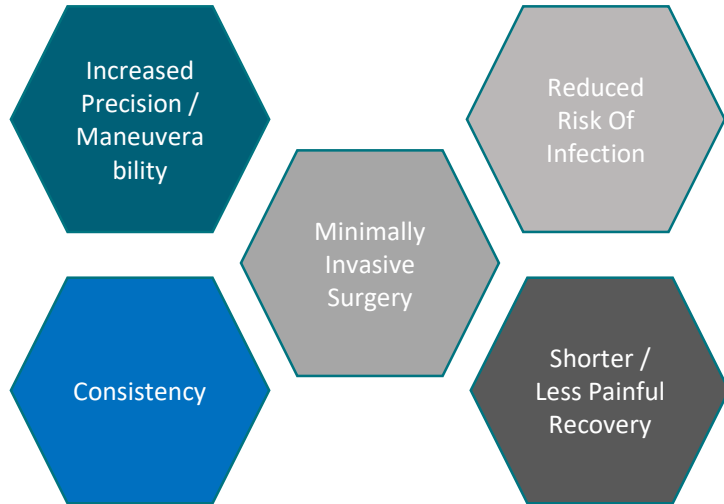 Increased
Precision /
Maneuvera
bility
Reduced
Risk Of
Infection
Minimally
Invasive
Surgery
Consistency
Shorter /
Less Painful
Recovery